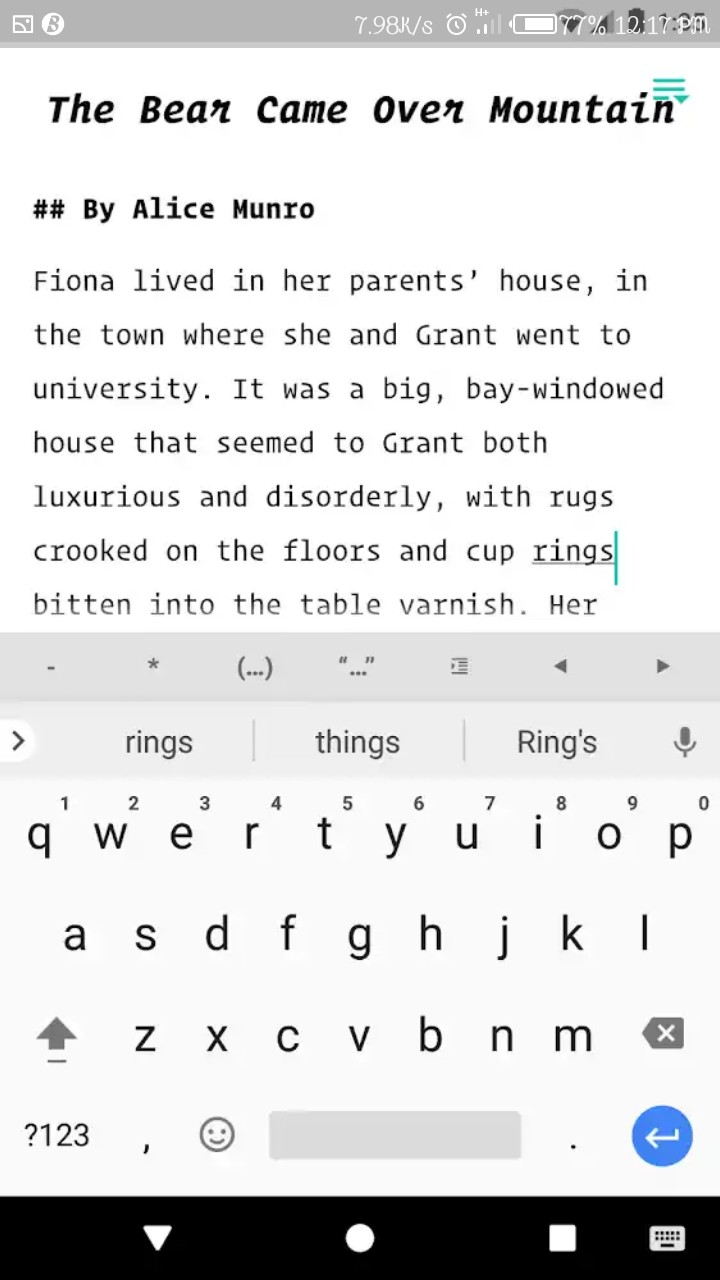 7.98K/s H+ 77% 12:17 PM
The Bear Came Over Mountain
## By Alice Munro
Fiona lived in her parents’ house, in
the town where she and Grant went to
university. It was a big, bay-windowed
house that seemed to Grant both
luxurious and disorderly, with rugs
crooked on the floors and cup rings
bitten into the table varnish. Her
- * (…) “…”
rings things Ring's
1 2 3 4 5 6 7 8 9 0
q w e r t y u i o p
a s d f g h j k l
z x c v b n m
?123 , .